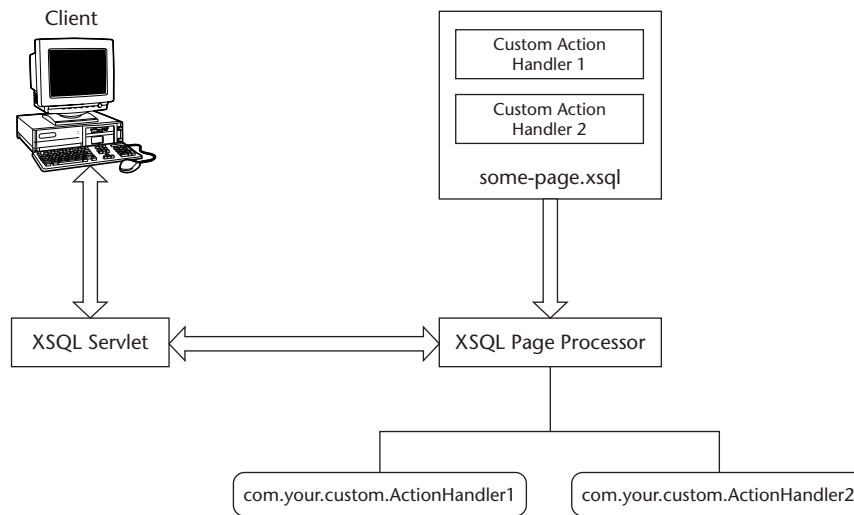 Client
Custom Action
Handler 1
Custom Action
Handler 2
some-page.xsql
XSQL Servlet
XSQL Page Processor
com.your.custom.ActionHandler1
com.your.custom.ActionHandler2